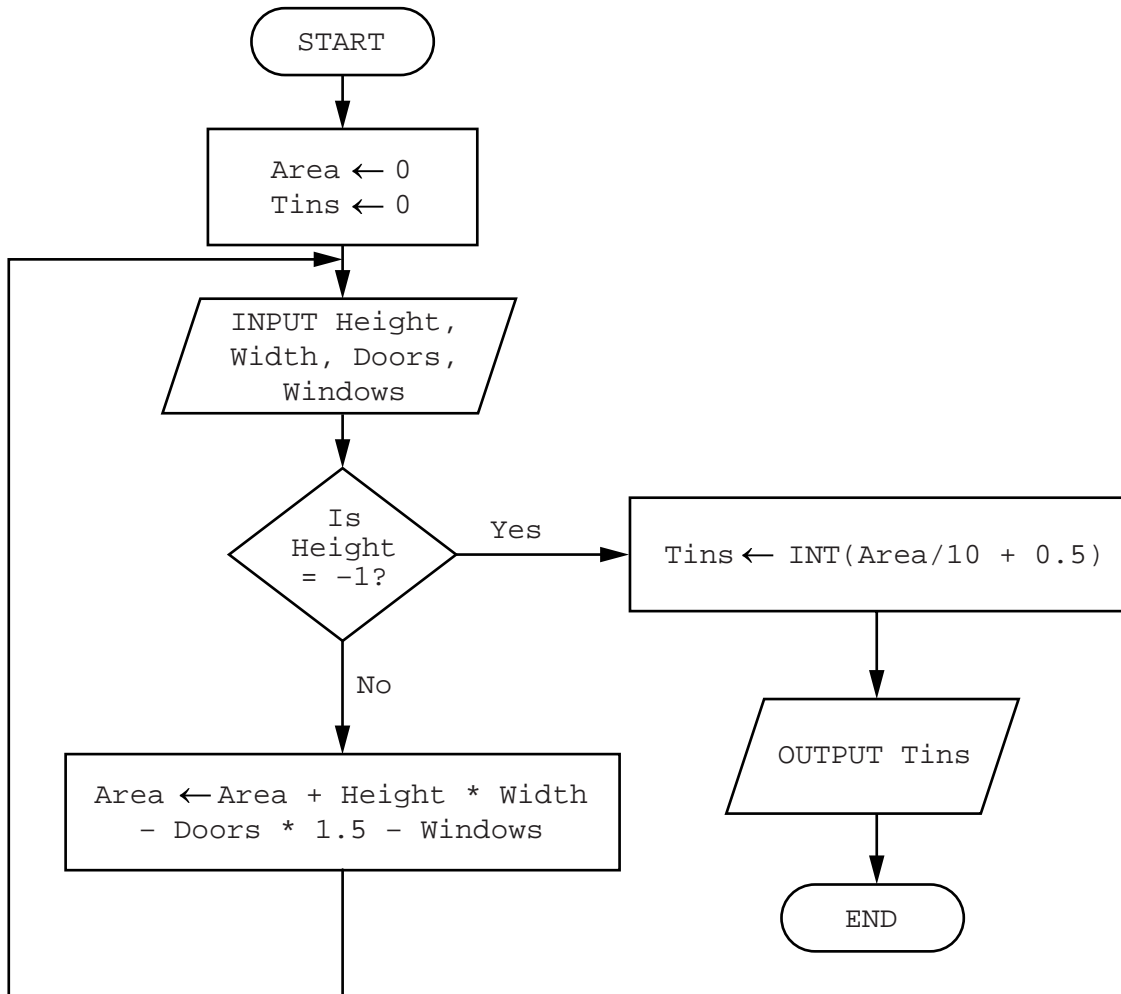 START
Area ← 0
Tins ← 0
INPUT Height,
Width, Doors,
Windows
Is
Height
= –1?
Yes
Tins ← INT(Area/10 + 0.5)
No
OUTPUT Tins
Area ← Area + Height * Width
– Doors * 1.5 – Windows
END